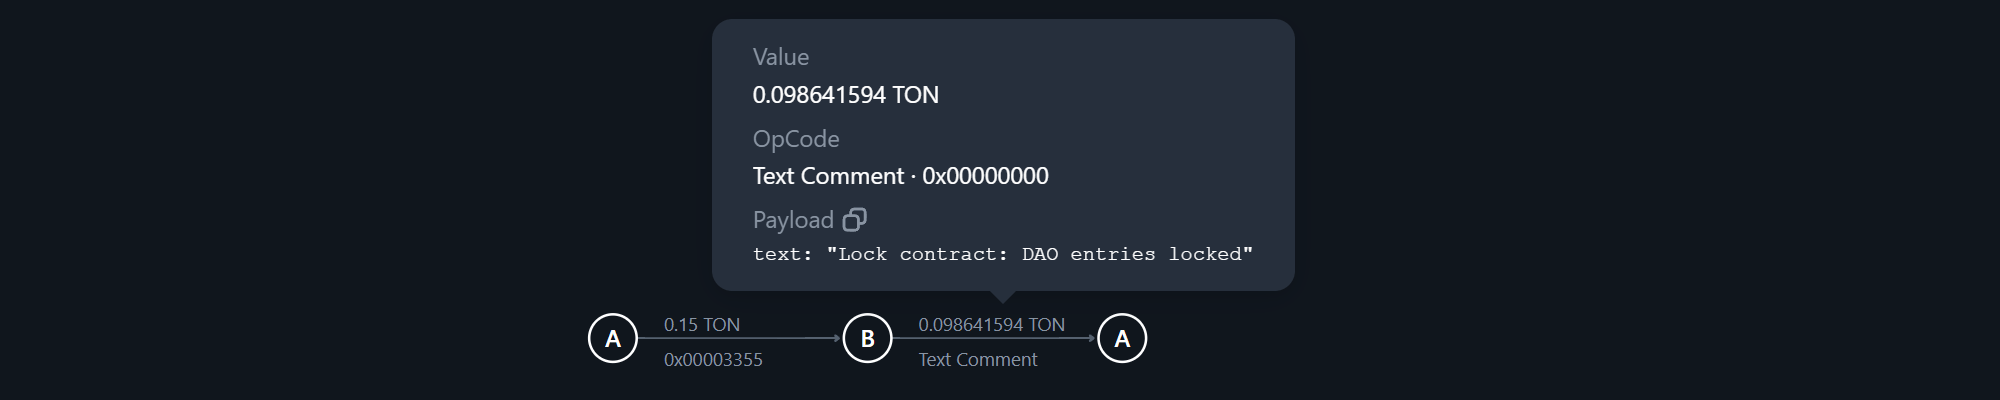 Value
0.098641594 TON
OpCode
Text Comment · 0x00000000
Payload
text: "Lock contract: DAO entries locked"
A
0.15 TON
0x00003355
B
0.098641594 TON
Text Comment
A